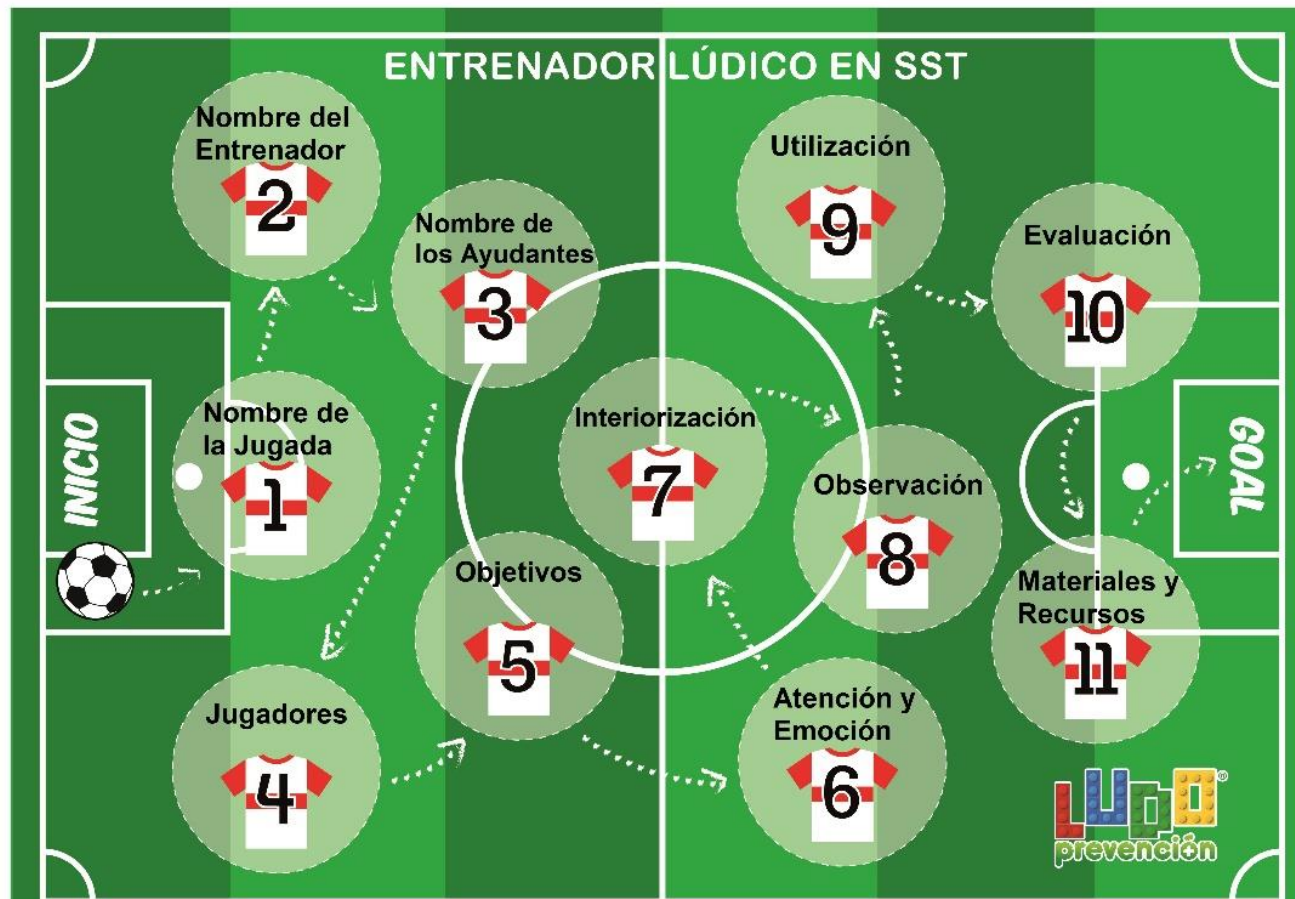 ENTRENADOR LÚDICO EN SST
INICIO
Nombre de
la Jugada
1
Nombre del
Entrenador
2
Nombre de
los Ayudantes
3
Jugadores
4
Objetivos
5
Atención y
Emoción
6
Interiorización
7
Observación
8
Utilización
9
Evaluación
10
Materiales y
Recursos
11
GOAL
LUDO®
prevención